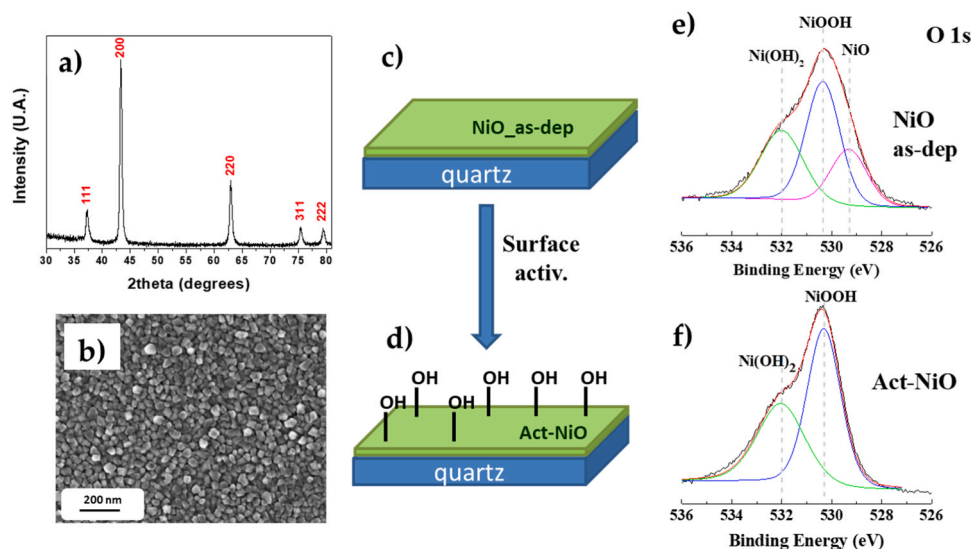 a)
Intensity (U.A.)
111
200
220
311
222
30 35 40 45 50 55 60 65 70 75 80
2theta (degrees)
b)
200 nm
c)
NiO_as-dep
quartz
Surface
activ.
d)
OH OH OH OH
OH OH
Act-NiO
quartz
e)
O 1s
NiOOH
Ni(OH)2
NiO
NiO
as-dep
536 534 532 530 528 526
Binding Energy (eV)
f)
NiOOH
Ni(OH)2
Act-NiO
536 534 532 530 528 526
Binding Energy (eV)